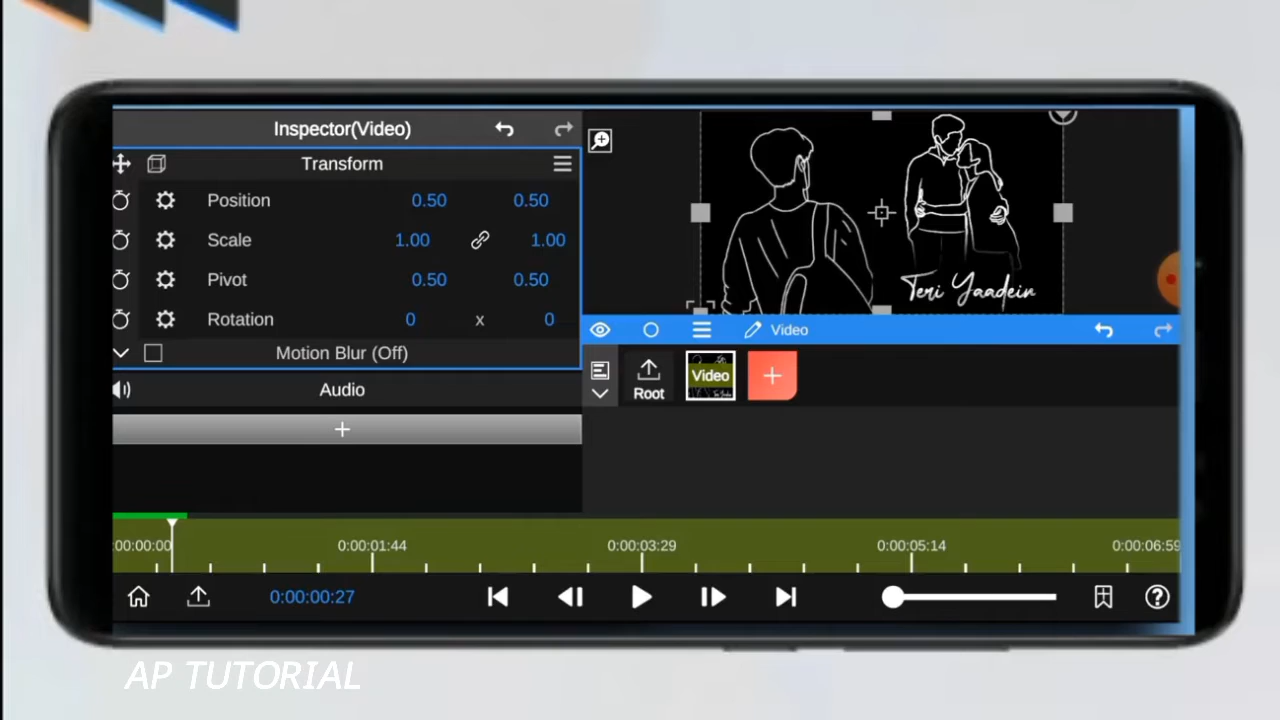 Inspector(Video)
Transform
Position 0.50 0.50
Scale 1.00 1.00
Pivot 0.50 0.50
Rotation 0 x 0
Motion Blur (Off)
Audio
+
Teri Yaadein
Video
Root
Video
+
:00:00:00 0:00:01:44 0:00:03:29 0:00:05:14 0:00:06:59
0:00:00:27
?
AP TUTORIAL